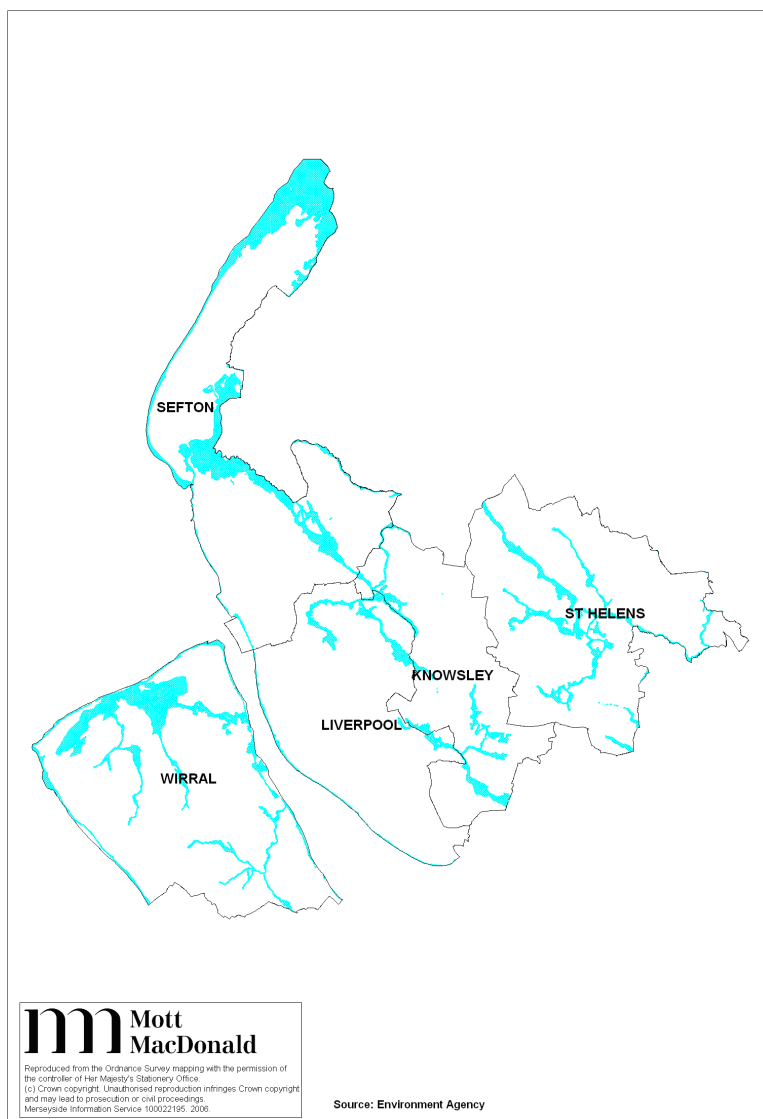 SEFTON
ST HELENS
KNOWSLEY
LIVERPOOL
WIRRAL
Mott
MacDonald
Reproduced from the Ordnance Survey mapping with the permission of
the controller of Her Majesty's Stationery Office.
(c) Crown copyright. Unauthorised reproduction infringes Crown copyright
and may lead to prosecution or civil proceedings.
Merseyside Information Service 100022195. 2006.
Source: Environment Agency